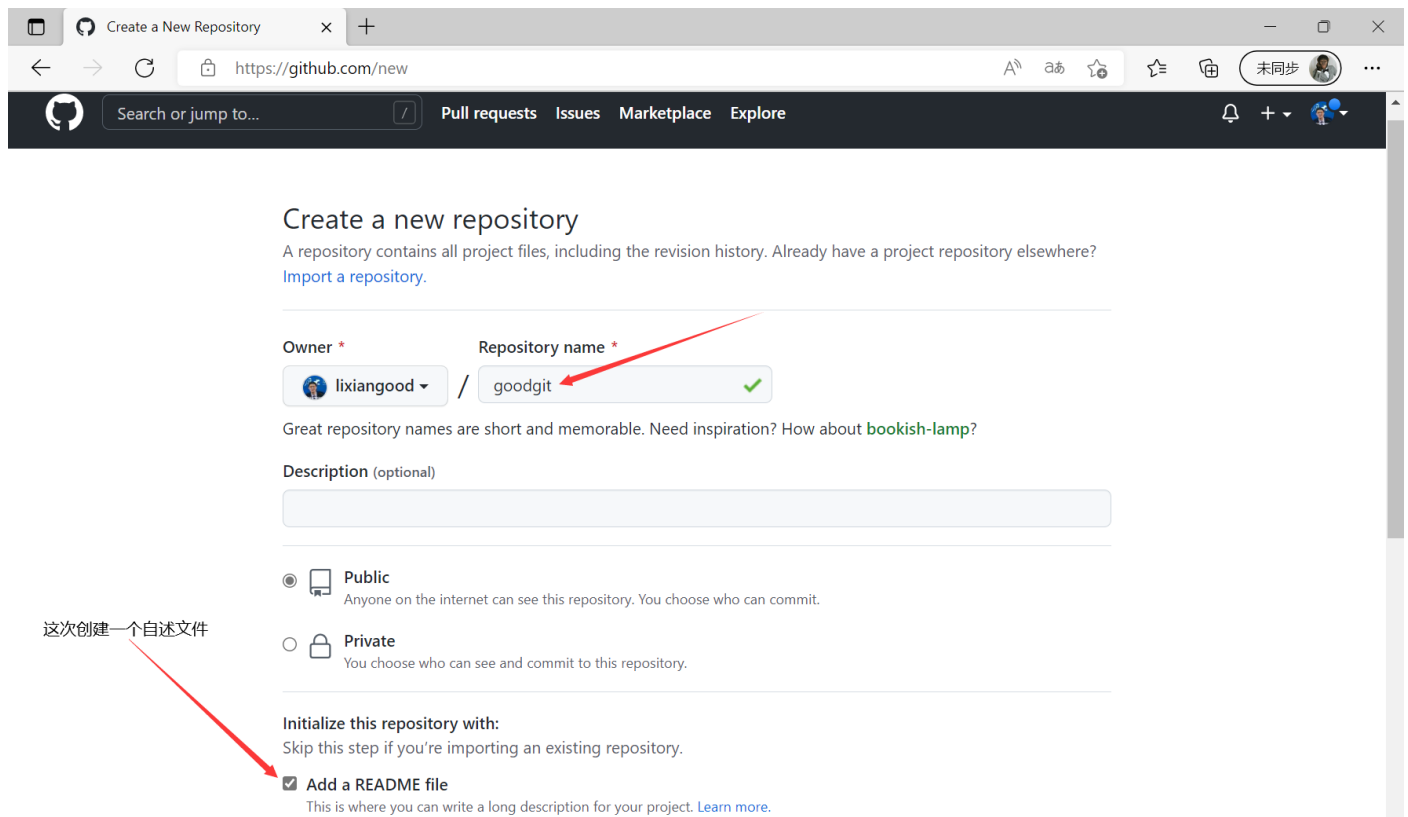 Create a New Repository
https://github.com/new
A
aあ
未同步
Search or jump to...
/
Pull requests
Issues
Marketplace
Explore
Create a new repository
A repository contains all project files, including the revision history. Already have a project repository elsewhere?
Import a repository.
Owner *
Repository name *
lixiangood
/
goodgit
Great repository names are short and memorable. Need inspiration? How about bookish-lamp?
Description (optional)
Public
Anyone on the internet can see this repository. You choose who can commit.
这次创建一个自述文件
Private
You choose who can see and commit to this repository.
Initialize this repository with:
Skip this step if you're importing an existing repository.
Add a README file
This is where you can write a long description for your project. Learn more.